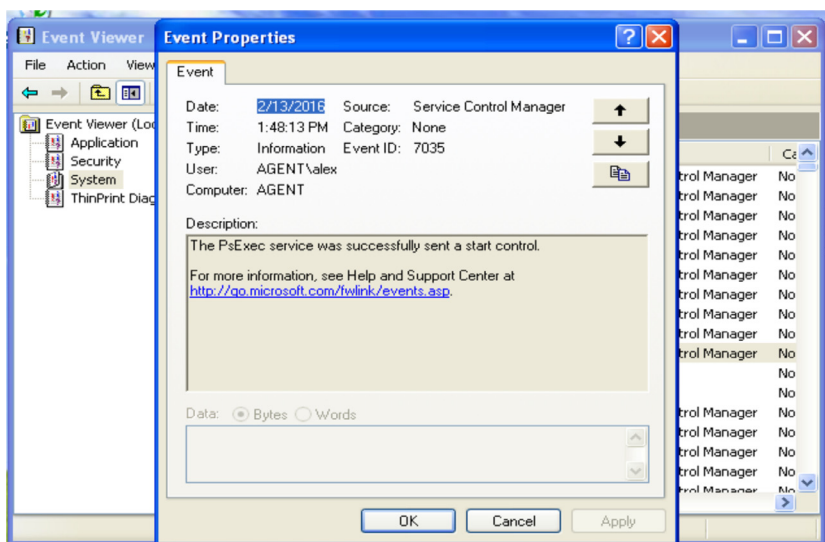 Event Viewer
File Action View
Event Viewer (Loc
Application
Security
System
ThinPrint Diag
Event Properties
Event
Date: 2/13/2016 Source: Service Control Manager
Time: 1:48:13 PM Category: None
Type: Information Event ID: 7035
User: AGENT\alex
Computer: AGENT
Description:
The PsExec service was successfully sent a start control.
For more information, see Help and Support Center at
http://go.microsoft.com/fwlink/events.asp.
Data: Bytes Words
OK Cancel Apply
Ca
trol Manager No
trol Manager No
trol Manager No
trol Manager No
trol Manager No
trol Manager No
trol Manager No
trol Manager No
trol Manager No
trol Manager No
No
No
trol Manager No
trol Manager No
trol Manager No
trol Manager No
trol Manager No